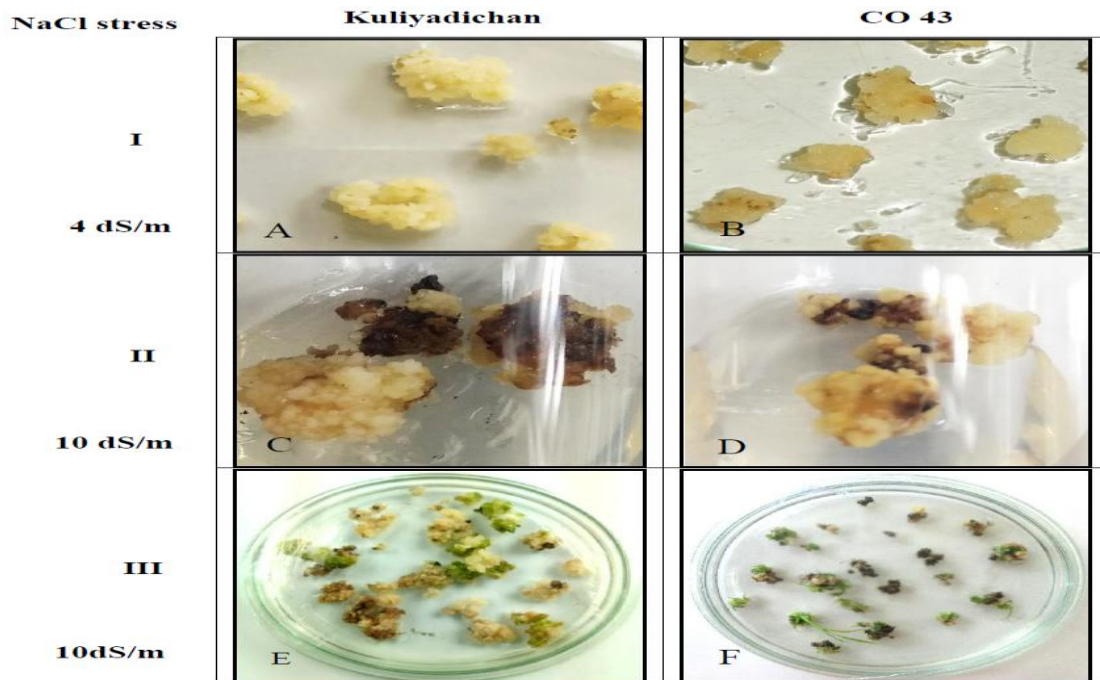 NaCl stress Kuliyadichan CO 43
I
4 dS/m
A B
II
10 dS/m
C D
III
10dS/m
E F